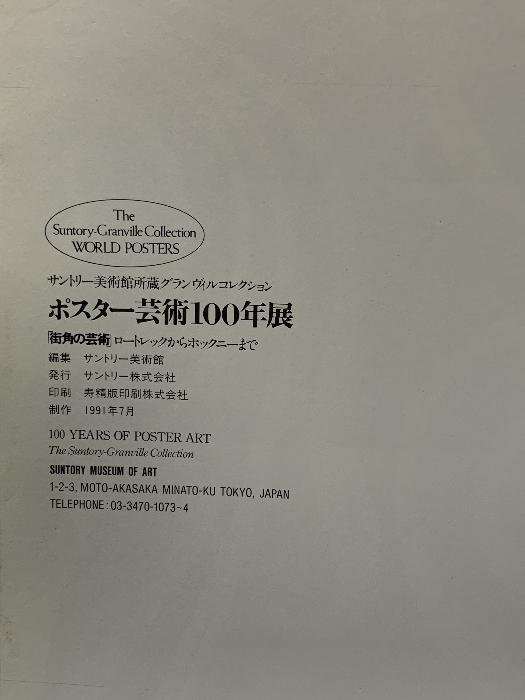 The
Suntory-Granville Collection
WORLD POSTERS
サントリー美術館所蔵グランヴィルコレクション
ポスター芸術100年展
「街角の芸術」ロートレックからホックニーまで
編集 サントリー美術館
発行 サントリー株式会社
印刷 寿精版印刷株式会社
制作 1991年7月
100 YEARS OF POSTER ART
The Suntory-Granville Collection
SUNTORY MUSEUM OF ART
1-2-3, MOTO-AKASAKA MINATO-KU TOKYO, JAPAN
TELEPHONE: 03-3470-1073~4